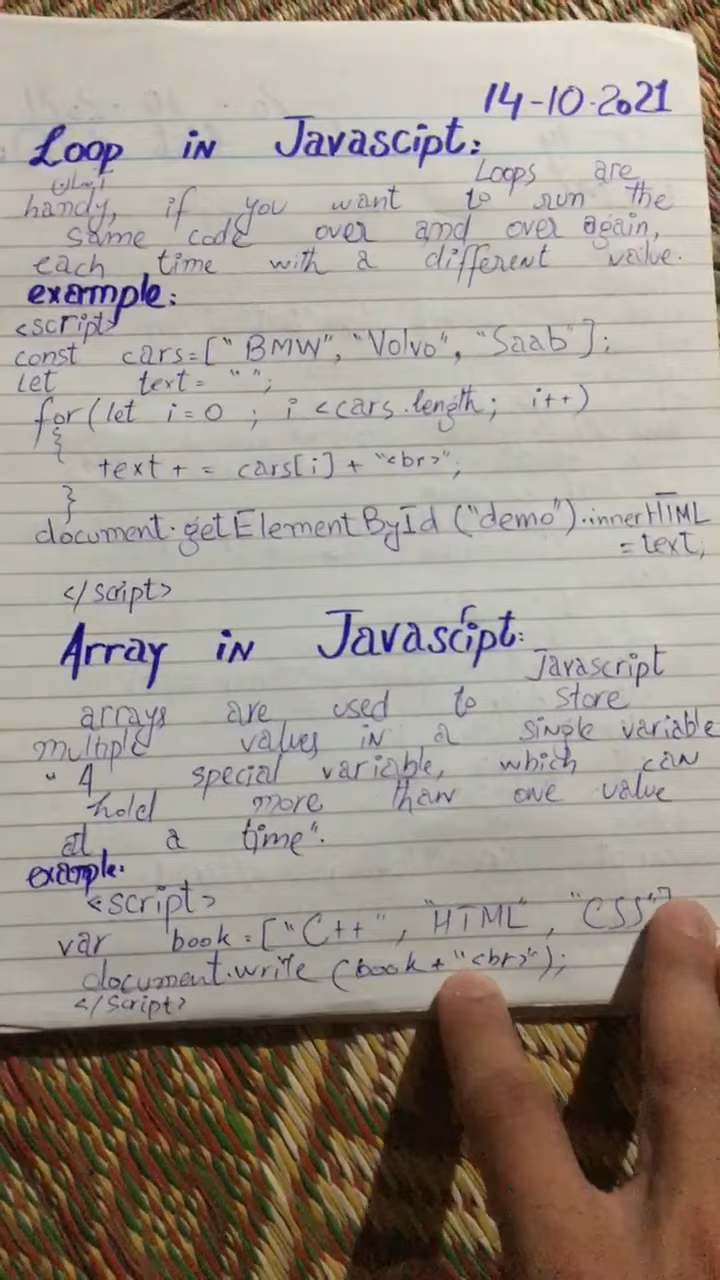 14-10-2021
Loop in Javascipt:
Loops are
آسان
handy, if you want to run the
same code over and over again,
each time with a different value.
example:
<script>
const cars=["BMW", "Volvo", "Saab"];
let text= "";
for(let i=0 ; i <cars.length; i++)
{
text + = cars[i] + "<br>";
}
document.getElementById ("demo").innerHTML
= text;
</script>
Array in Javascript:
Javascript
arrays are used to store
multiple values in a single variable
"A special variable, which can
hold more than one value
at a time".
example:
<script>
var book = ["C++", "HTML", "CSS"]
document.write (book + "<br>");
</script>